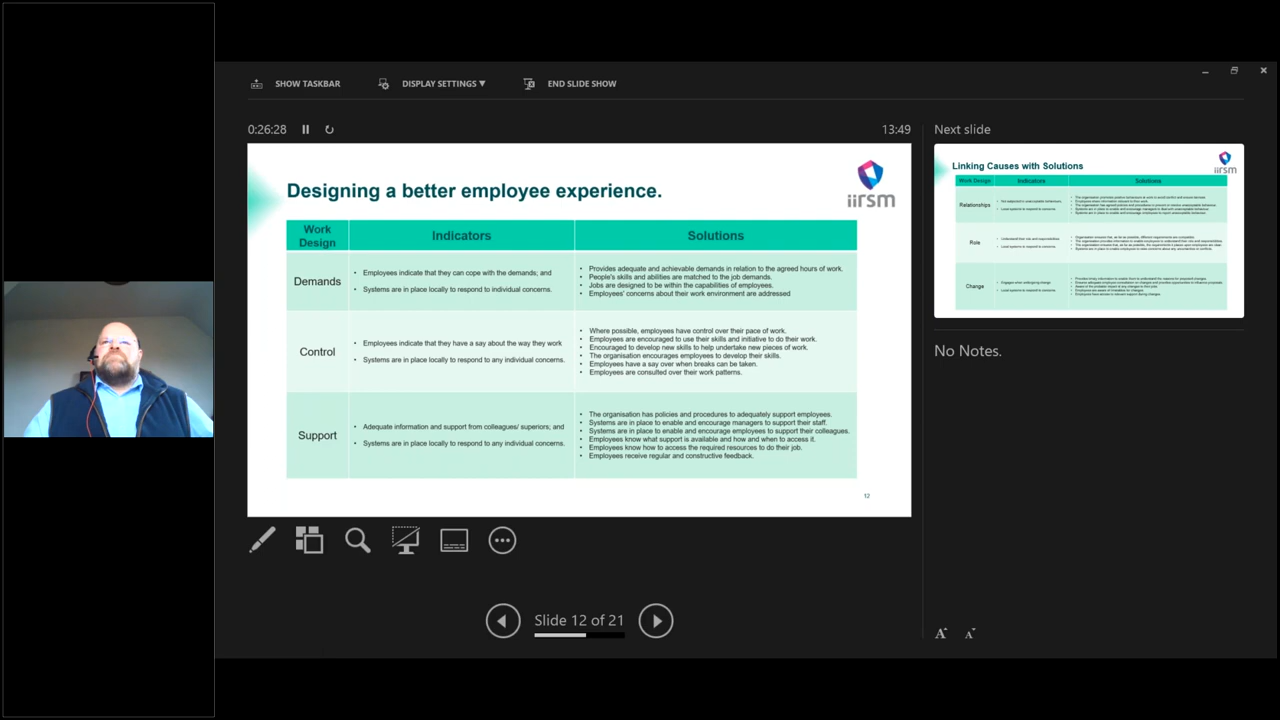 SHOW TASKBAR
DISPLAY SETTINGS ▼
END SLIDE SHOW
0:26:28
13:49
Next slide
Designing a better employee experience.
iirsm
Work Design
Indicators
Solutions
Demands
• Employees indicate that they can cope with the demands; and
• Systems are in place locally to respond to individual concerns.
• Provides adequate and achievable demands in relation to the agreed hours of work.
• People's skills and abilities are matched to the job demands.
• Jobs are designed to be within the capabilities of employees.
• Employees' concerns about their work environment are addressed
Control
• Employees indicate that they have a say about the way they work
• Systems are in place locally to respond to any individual concerns.
• Where possible, employees have control over their pace of work.
• Employees are encouraged to use their skills and initiative to do their work.
• Encouraged to develop new skills to help undertake new pieces of work.
• The organisation encourages employees to develop their skills.
• Employees have a say over when breaks can be taken.
• Employees are consulted over their work patterns.
Support
• Adequate information and support from colleagues/ superiors; and
• Systems are in place locally to respond to any individual concerns.
• The organisation has policies and procedures to adequately support employees.
• Systems are in place to enable and encourage managers to support their staff.
• Systems are in place to enable and encourage employees to support their colleagues.
• Employees know what support is available and how and when to access it.
• Employees know how to access the required resources to do their job.
• Employees receive regular and constructive feedback.
12
Linking Causes with Solutions
iirsm
Work Design
Indicators
Solutions
Relationships
Role
Change
No Notes.
Slide 12 of 21
A
A